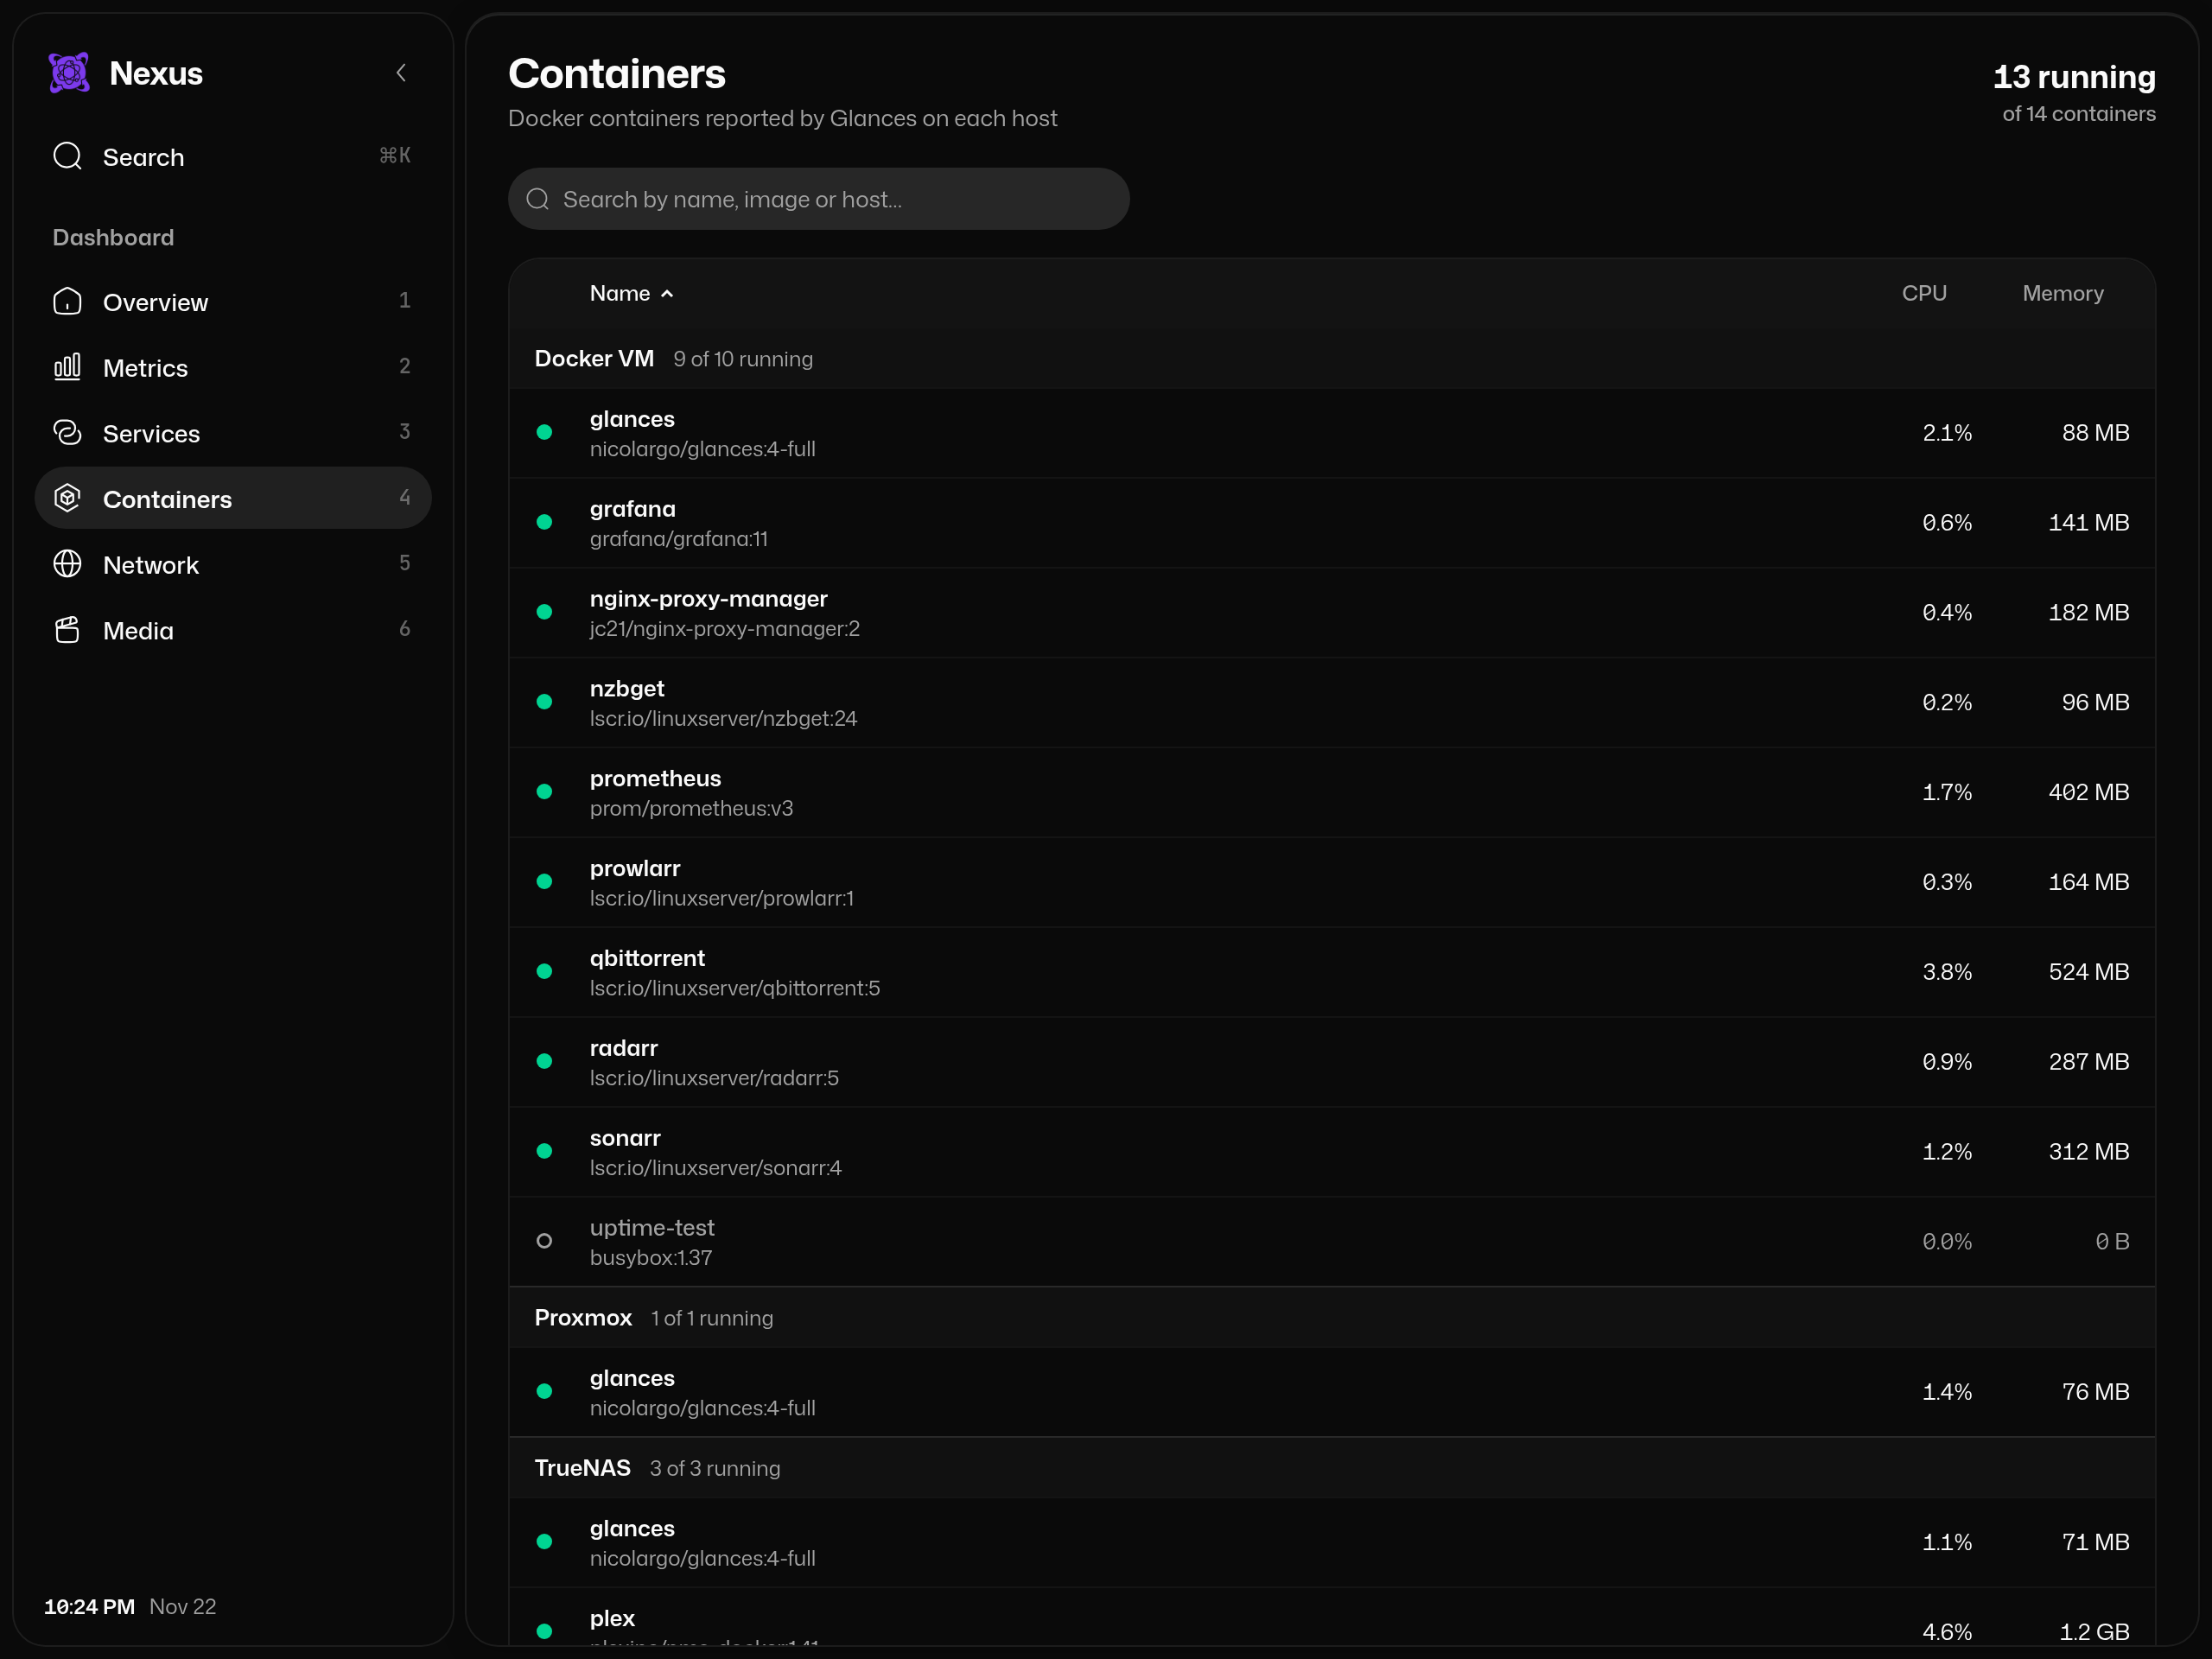 Nexus
Search ⌘K
Dashboard
Overview 1
Metrics 2
Services 3
Containers 4
Network 5
Media 6
10:24 PM Nov 22
Containers
Docker containers reported by Glances on each host
13 running
of 14 containers
Search by name, image or host...
Name CPU Memory
Docker VM 9 of 10 running
glances
nicolargo/glances:4-full
2.1% 88 MB
grafana
grafana/grafana:11
0.6% 141 MB
nginx-proxy-manager
jc21/nginx-proxy-manager:2
0.4% 182 MB
nzbget
lscr.io/linuxserver/nzbget:24
0.2% 96 MB
prometheus
prom/prometheus:v3
1.7% 402 MB
prowlarr
lscr.io/linuxserver/prowlarr:1
0.3% 164 MB
qbittorrent
lscr.io/linuxserver/qbittorrent:5
3.8% 524 MB
radarr
lscr.io/linuxserver/radarr:5
0.9% 287 MB
sonarr
lscr.io/linuxserver/sonarr:4
1.2% 312 MB
uptime-test
busybox:1.37
0.0% 0 B
Proxmox 1 of 1 running
glances
nicolargo/glances:4-full
1.4% 76 MB
TrueNAS 3 of 3 running
glances
nicolargo/glances:4-full
1.1% 71 MB
plex
4.6% 1.2 GB